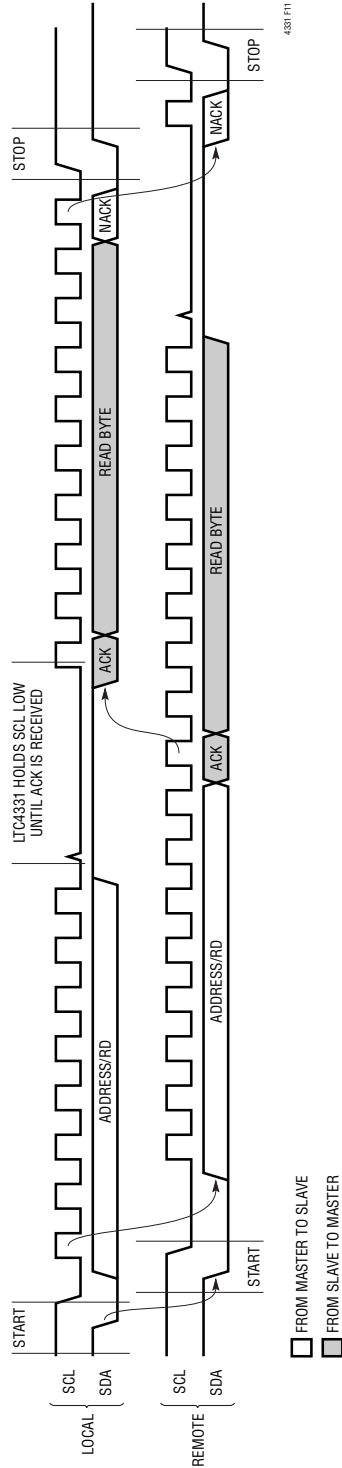 START
LTC4331 HOLDS SCL LOW
UNTIL ACK IS RECEIVED
STOP
LOCAL
SCL
SDA
ADDRESS/RD
ACK
READ BYTE
NACK
REMOTE
SCL
SDA
ADDRESS/RD
ACK
READ BYTE
NACK
START
STOP
FROM MASTER TO SLAVE
FROM SLAVE TO MASTER
4331 F11